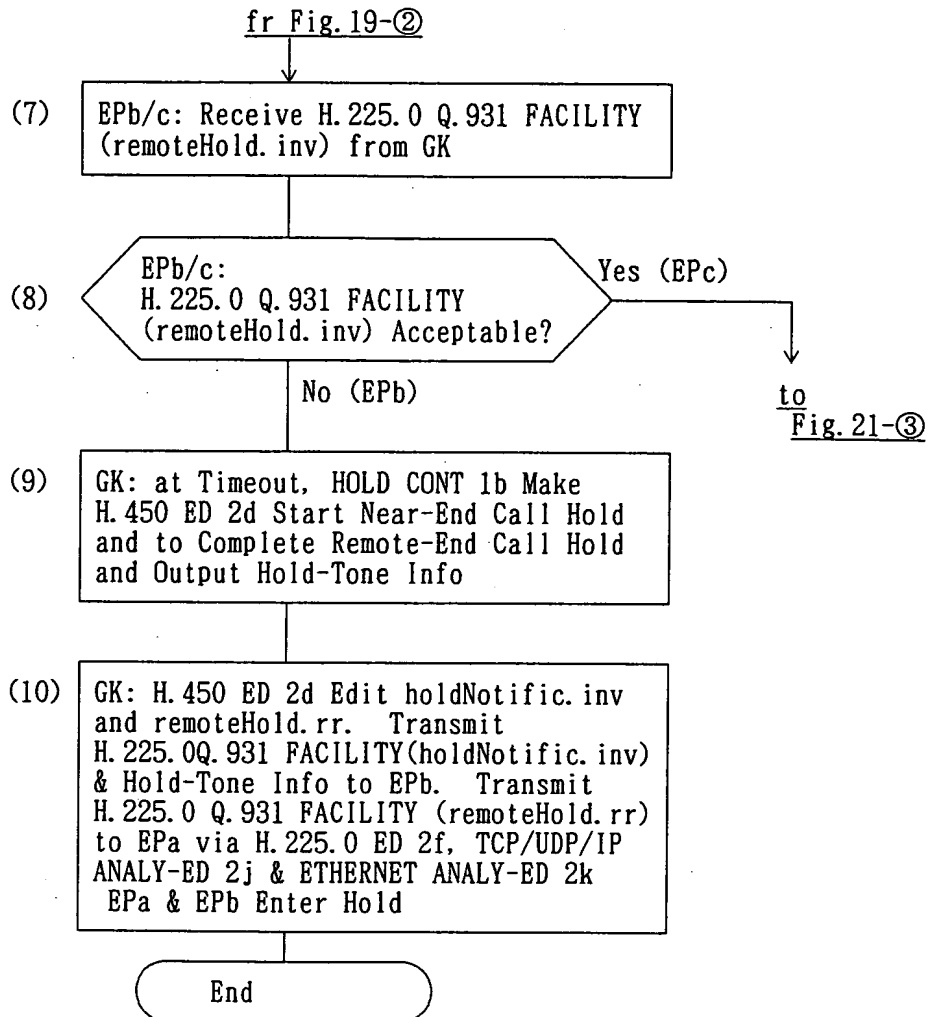 fr Fig. 19-②
(7)
EPb/c: Receive H. 225. 0 Q. 931 FACILITY
(remoteHold. inv) from GK
(8)
EPb/c:
H. 225. 0 Q. 931 FACILITY
(remoteHold. inv) Acceptable?
Yes (EPc)
to
Fig. 21-③
No (EPb)
(9)
GK: at Timeout, HOLD CONT 1b Make
H. 450 ED 2d Start Near-End Call Hold
and to Complete Remote-End Call Hold
and Output Hold-Tone Info
(10)
GK: H. 450 ED 2d Edit holdNotific. inv
and remoteHold. rr. Transmit
H. 225. 0Q. 931 FACILITY(holdNotific. inv)
& Hold-Tone Info to EPb. Transmit
H. 225. 0 Q. 931 FACILITY (remoteHold. rr)
to EPa via H. 225. 0 ED 2f, TCP/UDP/IP
ANALY-ED 2j & ETHERNET ANALY-ED 2k
EPa & EPb Enter Hold
End